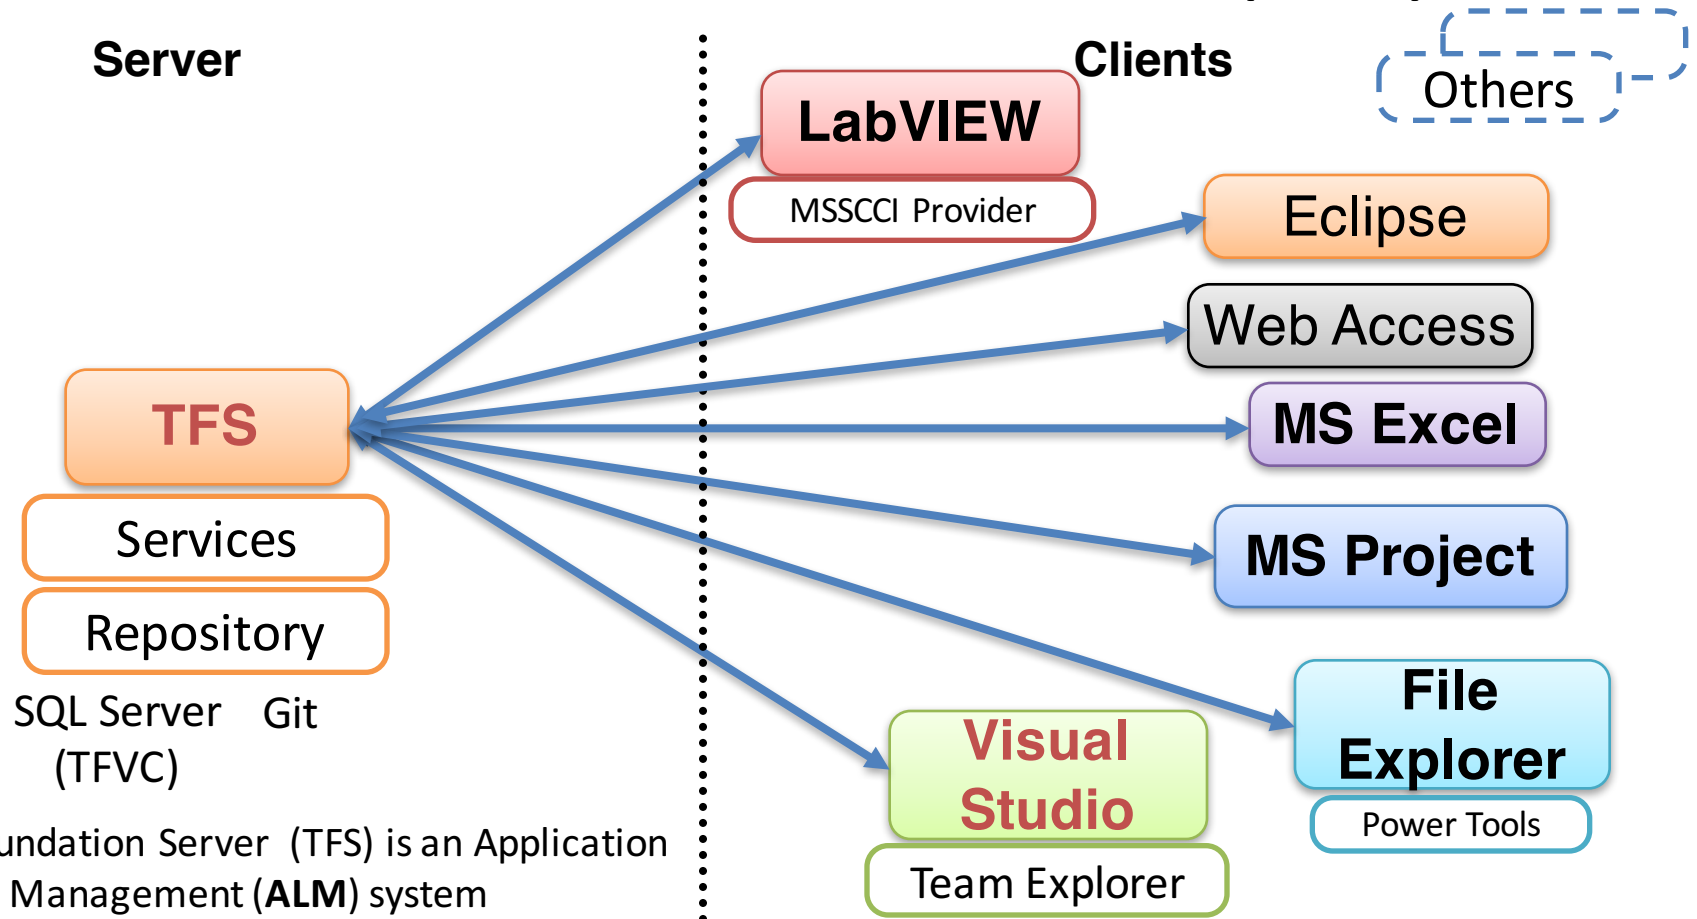 Server
Clients
Others
LabVIEW
MSSCCI Provider
Eclipse
Web Access
TFS
MS Excel
Services
MS Project
Repository
SQL Server Git
(TFVC)
File
Explorer
Power Tools
Visual
Studio
Team Explorer
undation Server (TFS) is an Application
Management (ALM) system